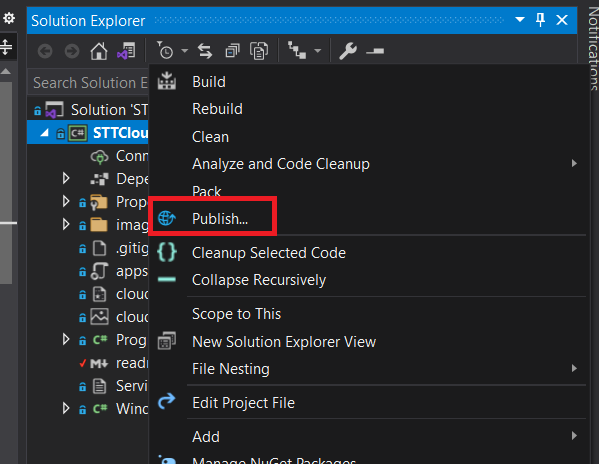 Solution Explorer
Notifications
Search Solution E
Build
Solution 'ST
Rebuild
C# STTClou
Clean
Conn
Analyze and Code Cleanup
Depe
Pack
Prop
Publish...
imag
.gitig
Cleanup Selected Code
apps
Collapse Recursively
cloud
cloud
Scope to This
C# Prog
New Solution Explorer View
M↓ readm
File Nesting
Servi
Edit Project File
C# Wind
Add
Manage NuGet Packages